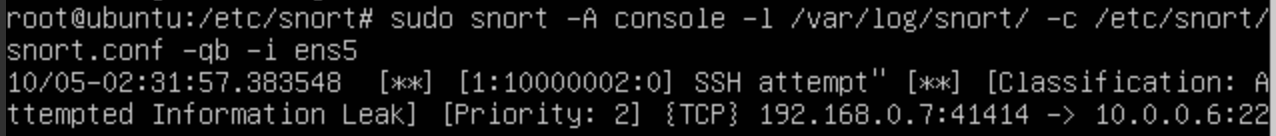 root@ubuntu:/etc/snort# sudo snort -A console -l /var/log/snort/ -c /etc/snort/
snort.conf -qb -i ens5
10/05-02:31:57.383548  [**] [1:10000002:0] SSH attempt" [**] [Classification: A
ttempted Information Leak] [Priority: 2] {TCP} 192.168.0.7:41414 -> 10.0.0.6:22